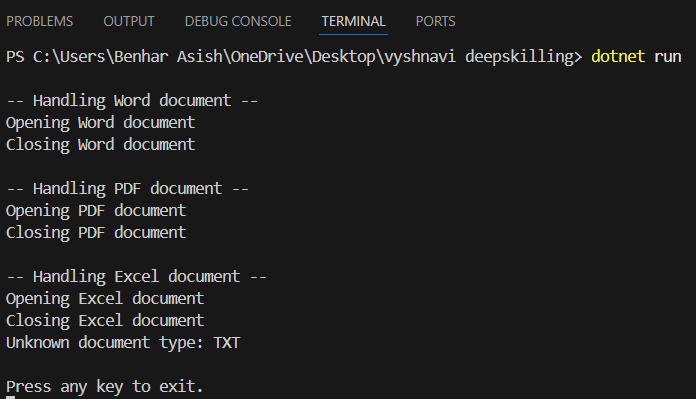 PROBLEMS OUTPUT DEBUG CONSOLE TERMINAL PORTS
PS C:\Users\Benhar Asish\OneDrive\Desktop\vyshnavi deepskilling> dotnet run
-- Handling Word document --
Opening Word document
Closing Word document
-- Handling PDF document --
Opening PDF document
Closing PDF document
-- Handling Excel document --
Opening Excel document
Closing Excel document
Unknown document type: TXT
Press any key to exit.